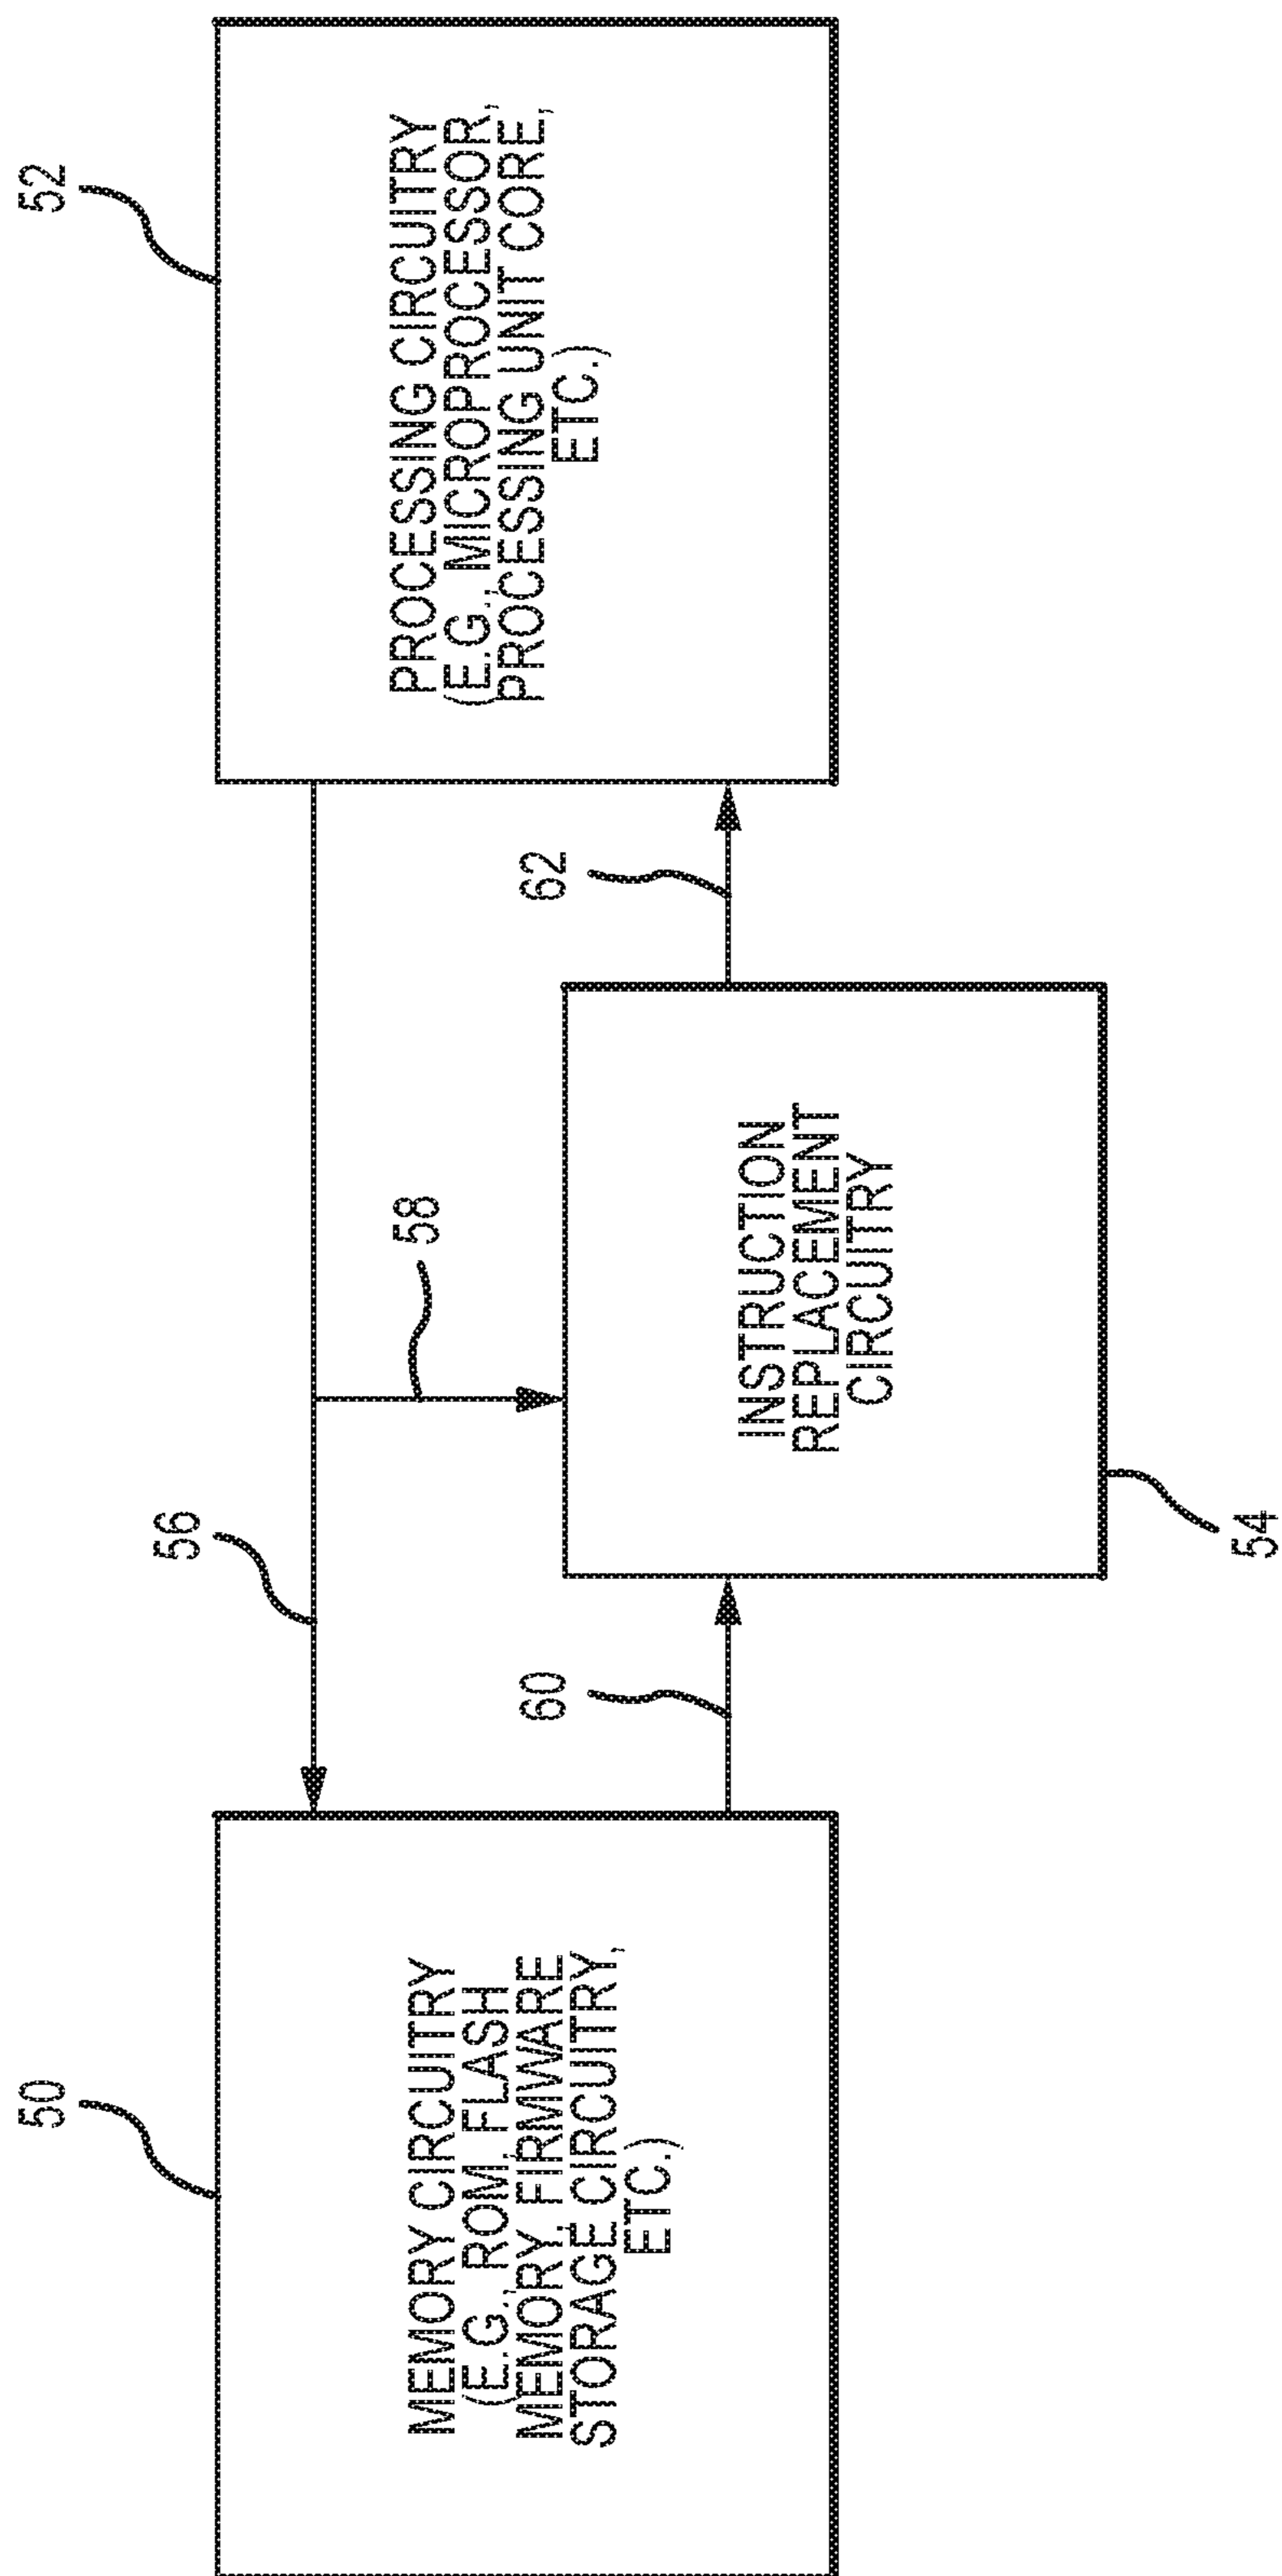 50
MEMORY CIRCUITRY
(E.G., ROM, FLASH
MEMORY, FIRMWARE
STORAGE CIRCUITRY,
ETC.)
56
58
52
PROCESSING CIRCUITRY
(E.G., MICROPROCESSOR,
PROCESSING UNIT CORE,
ETC.)
60
62
INSTRUCTION
REPLACEMENT
CIRCUITRY
54